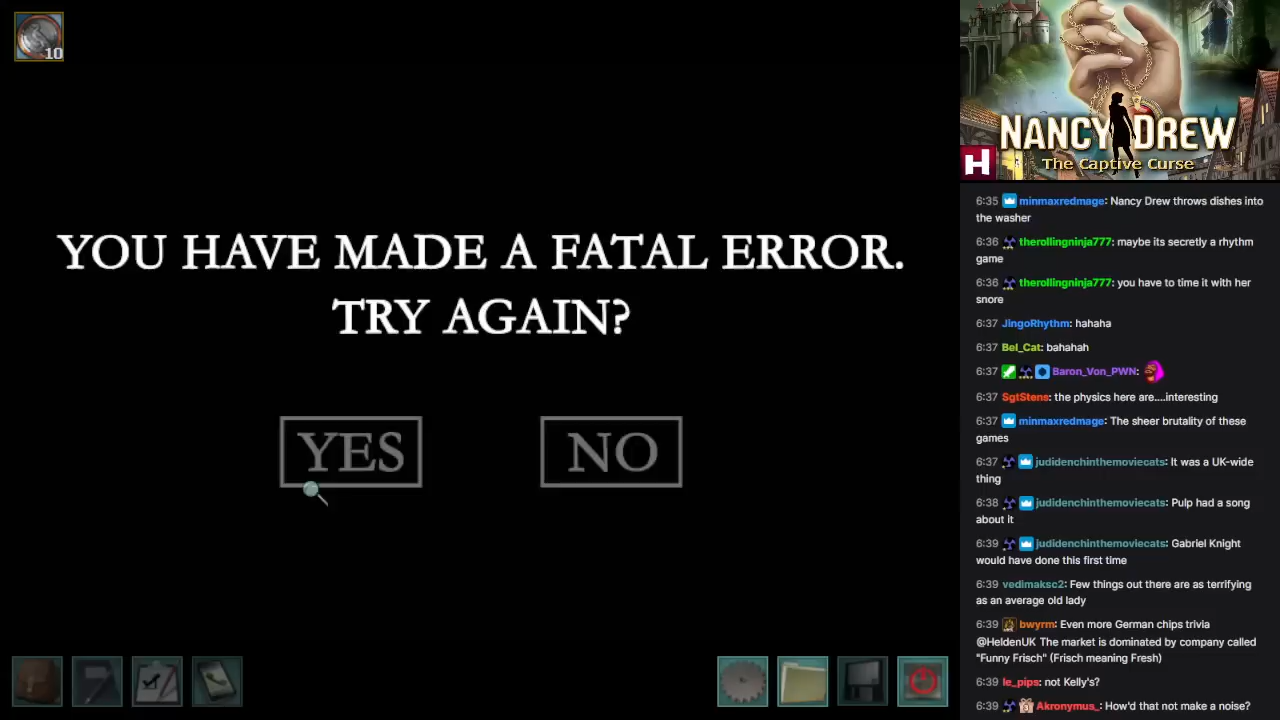 10
YOU HAVE MADE A FATAL ERROR.
TRY AGAIN?
YES
NO
NANCY DREW
The Captive Curse
H
6:35 minmaxredmage: Nancy Drew throws dishes into
the washer
6:36 therollingninja777: maybe its secretly a rhythm
game
6:36 therollingninja777: you have to time it with her
snore
6:37 JingoRhythm: hahaha
6:37 Bel_Cat: bahahah
6:37 Baron_Von_PWN:
6:37 SgtStens: the physics here are....interesting
6:37 minmaxredmage: The sheer brutality of these
games
6:37 judidenchinthemoviecats: It was a UK-wide
thing
6:38 judidenchinthemoviecats: Pulp had a song
about it
6:39 judidenchinthemoviecats: Gabriel Knight
would have done this first time
6:39 vedimaksc2: Few things out there are as terrifying
as an average old lady
6:39 bwyrm: Even more German chips trivia
@HeldenUK The market is dominated by company called
"Funny Frisch" (Frisch meaning Fresh)
6:39 le_pips: not Kelly's?
6:39 Akronymus_: How'd that not make a noise?